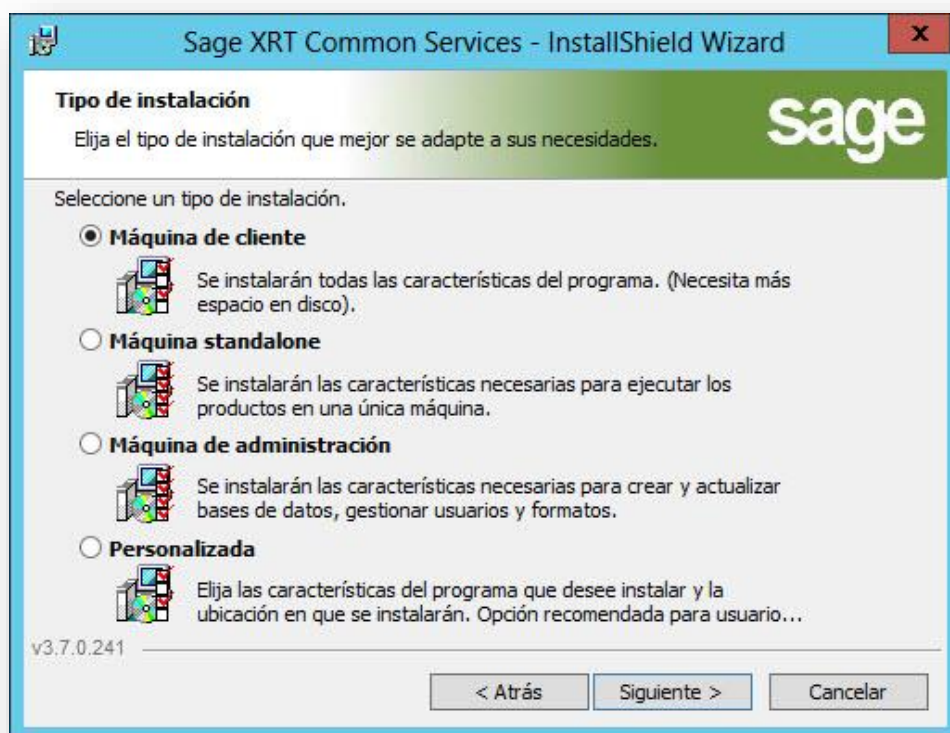 Sage XRT Common Services - InstallShield Wizard
x
Tipo de instalación
Elija el tipo de instalación que mejor se adapte a sus necesidades.
sage
Seleccione un tipo de instalación.
Máquina de cliente
Se instalarán todas las características del programa. (Necesita más
espacio en disco).
Máquina standalone
Se instalarán las características necesarias para ejecutar los
productos en una única máquina.
Máquina de administración
Se instalarán las características necesarias para crear y actualizar
bases de datos, gestionar usuarios y formatos.
Personalizada
Elija las características del programa que desee instalar y la
ubicación en que se instalarán. Opción recomendada para usuario...
v3.7.0.241
< Atrás Siguiente > Cancelar